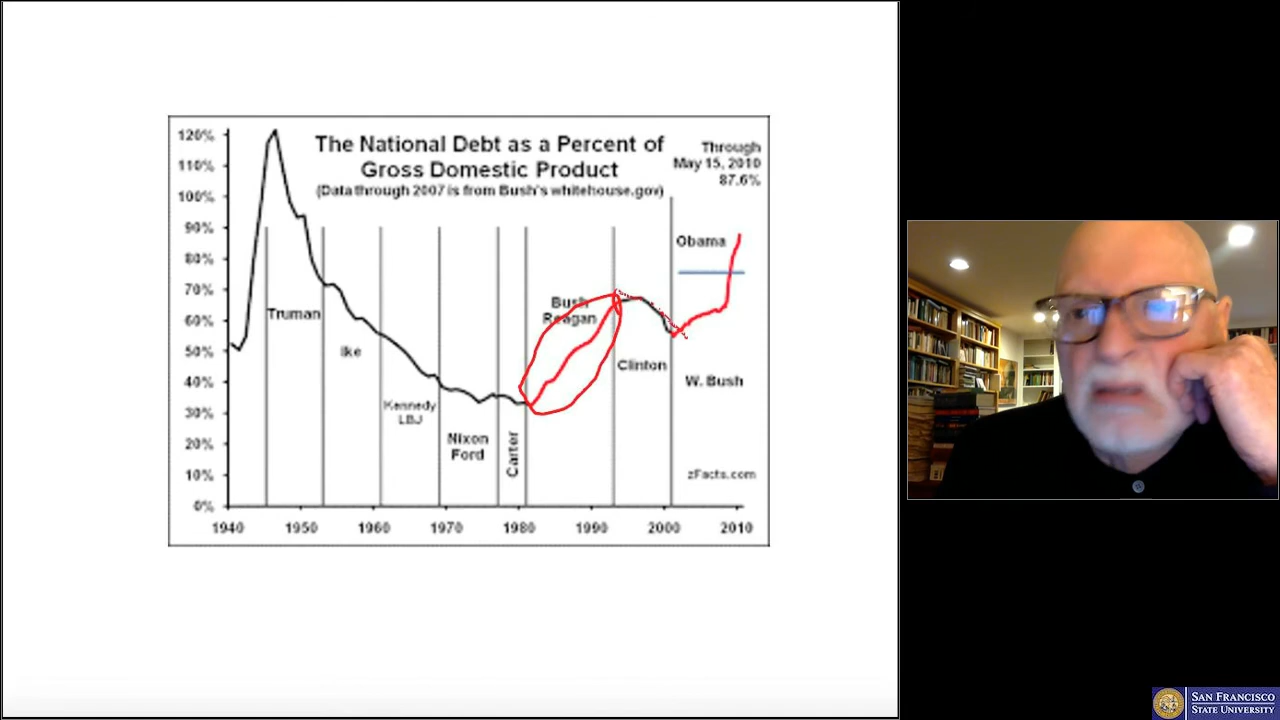 The National Debt as a Percent of
Gross Domestic Product
(Data through 2007 is from Bush's whitehouse.gov)
Through
May 15, 2010
87.6%
120%
110%
100%
90%
80%
70%
60%
50%
40%
30%
20%
10%
0%
Truman
Ike
Kennedy
LBJ
Nixon
Ford
Carter
Bush
Reagan
Clinton
Obama
W. Bush
zFacts.com
1940
1950
1960
1970
1980
1990
2000
2010
SAN FRANCISCO
STATE UNIVERSITY